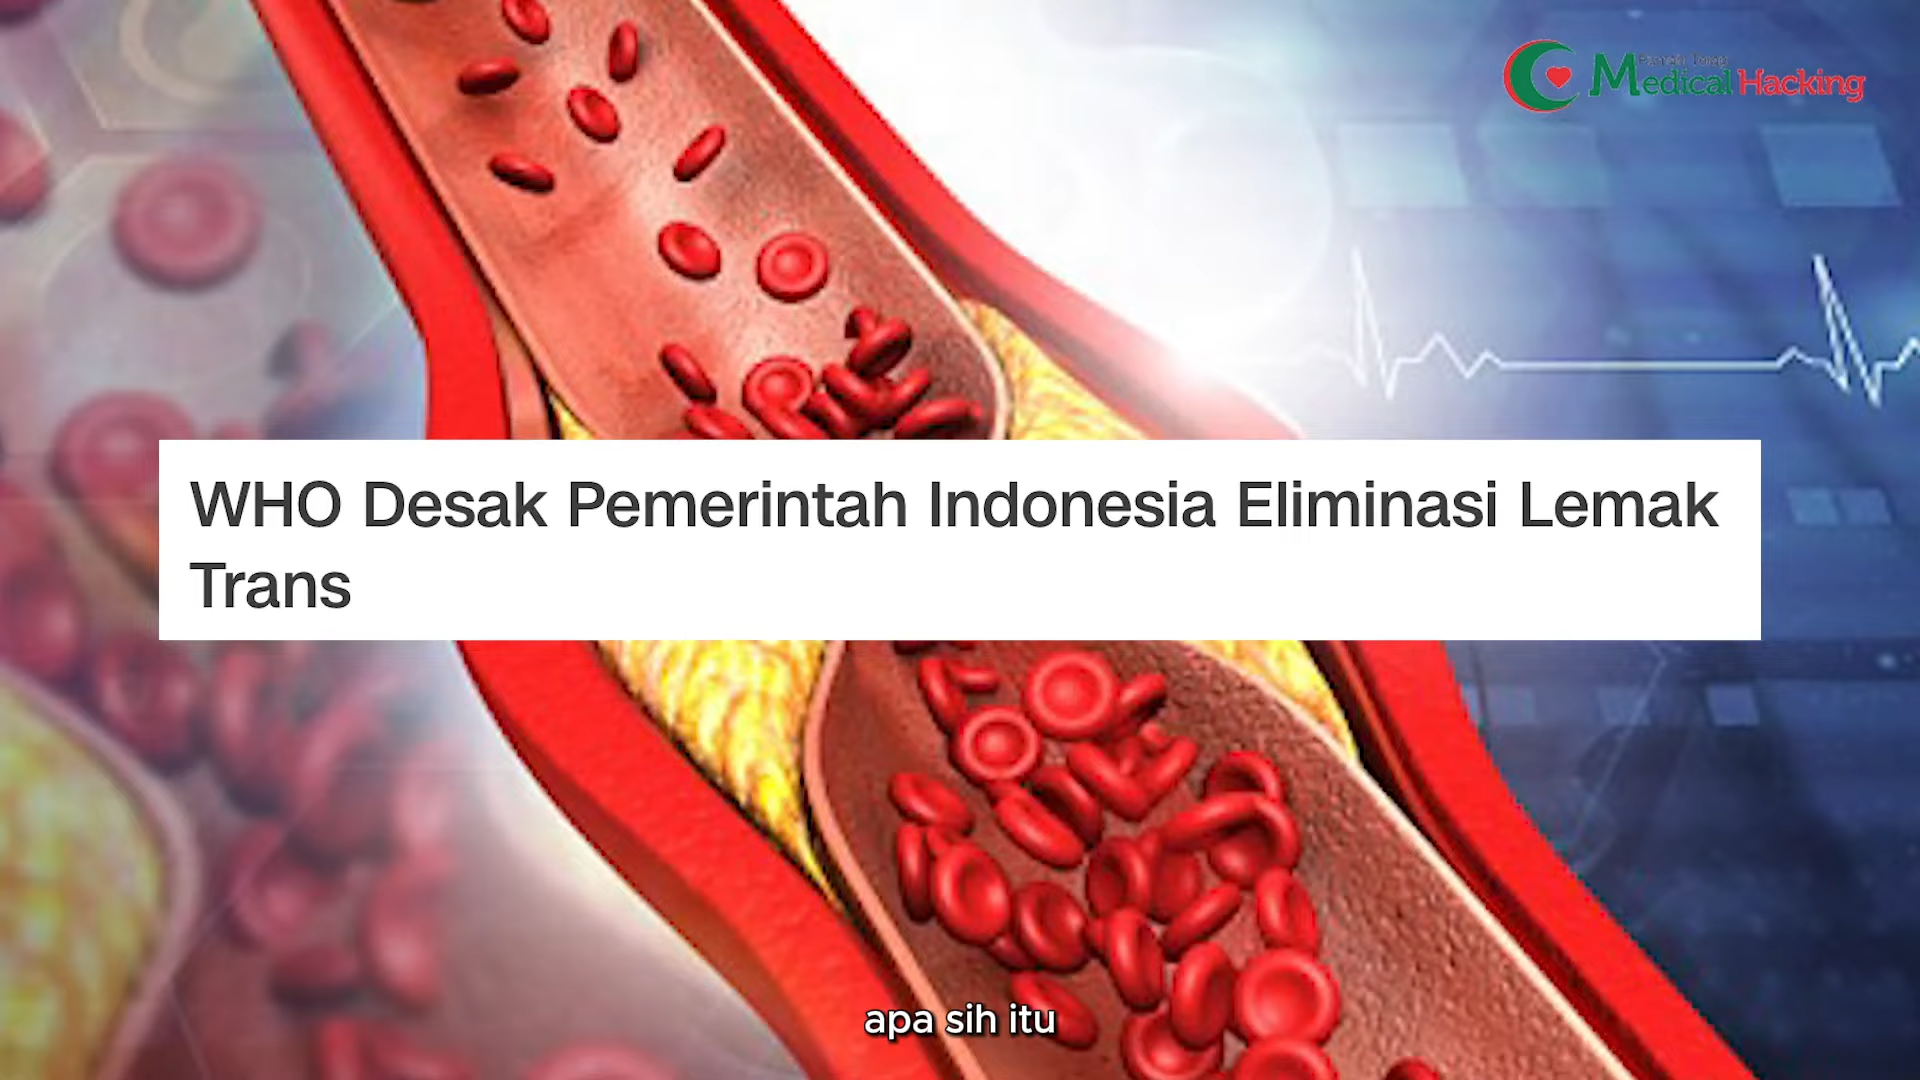 Medical Hacking
WHO Desak Pemerintah Indonesia Eliminasi Lemak
Trans
apa sih itu